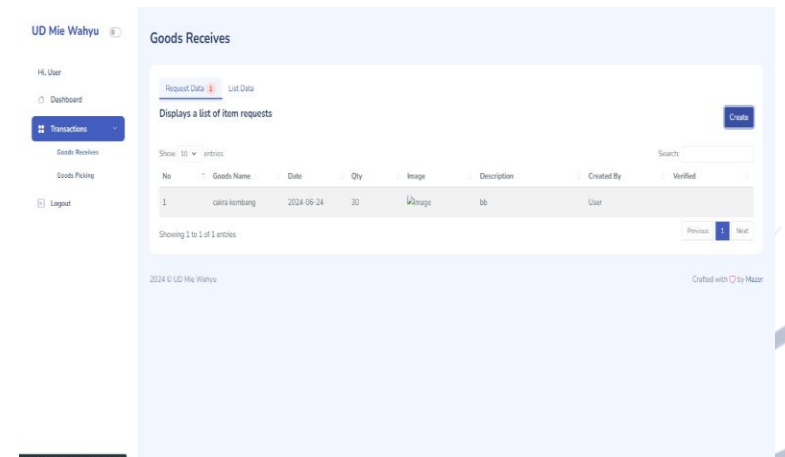 UD Mie Wahyu
Hi, User
Dashboard
Transactions
Goods Receives
Goods Picking
Logout
Goods Receives
Request Data 1 List Data
Displays a list of item requests
Create
Show 10 entries
Search:
No Goods Name Date Qty Image Description Created By Verified
1 cakra kembang 2024-06-24 30 Image bb User
Showing 1 to 1 of 1 entries
Previous 1 Next
2024 © UD Mie Wahyu
Crafted with by Mazer